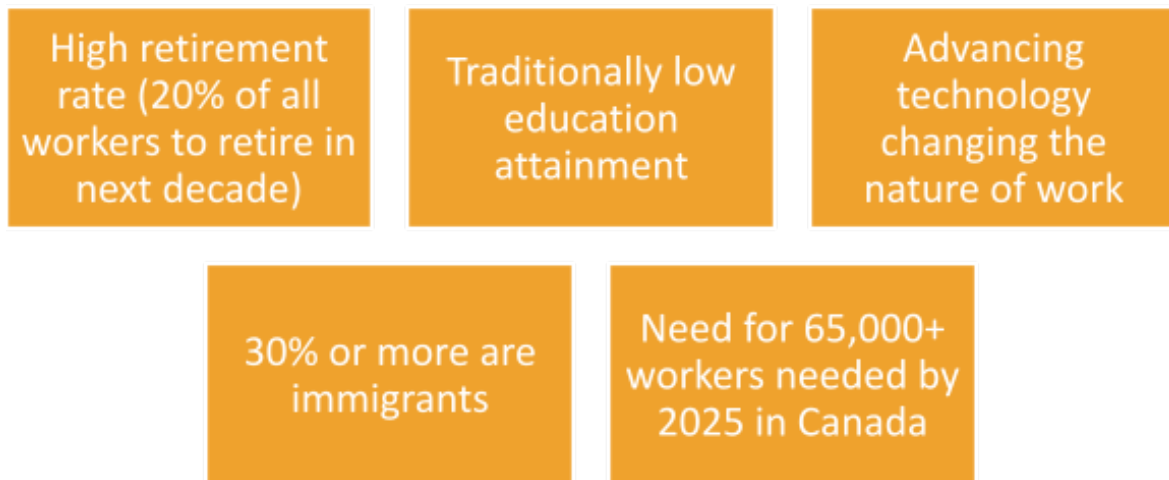 High retirement
rate (20% of all
workers to retire in
next decade)
Traditionally low
education
attainment
Advancing
technology
changing the
nature of work
30% or more are
immigrants
Need for 65,000+
workers needed by
2025 in Canada